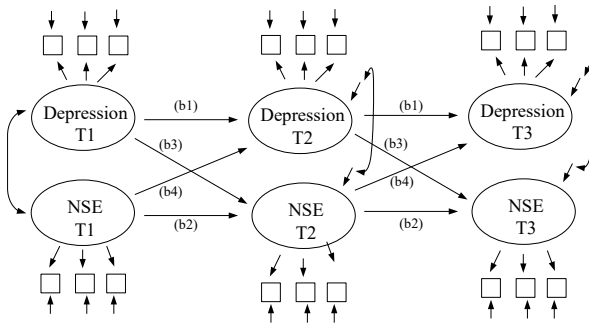 Depression
T1
(b1)
Depression
T2
(b1)
Depression
T3
(b3)
(b3)
(b4)
(b4)
NSE
T1
(b2)
NSE
T2
(b2)
NSE
T3